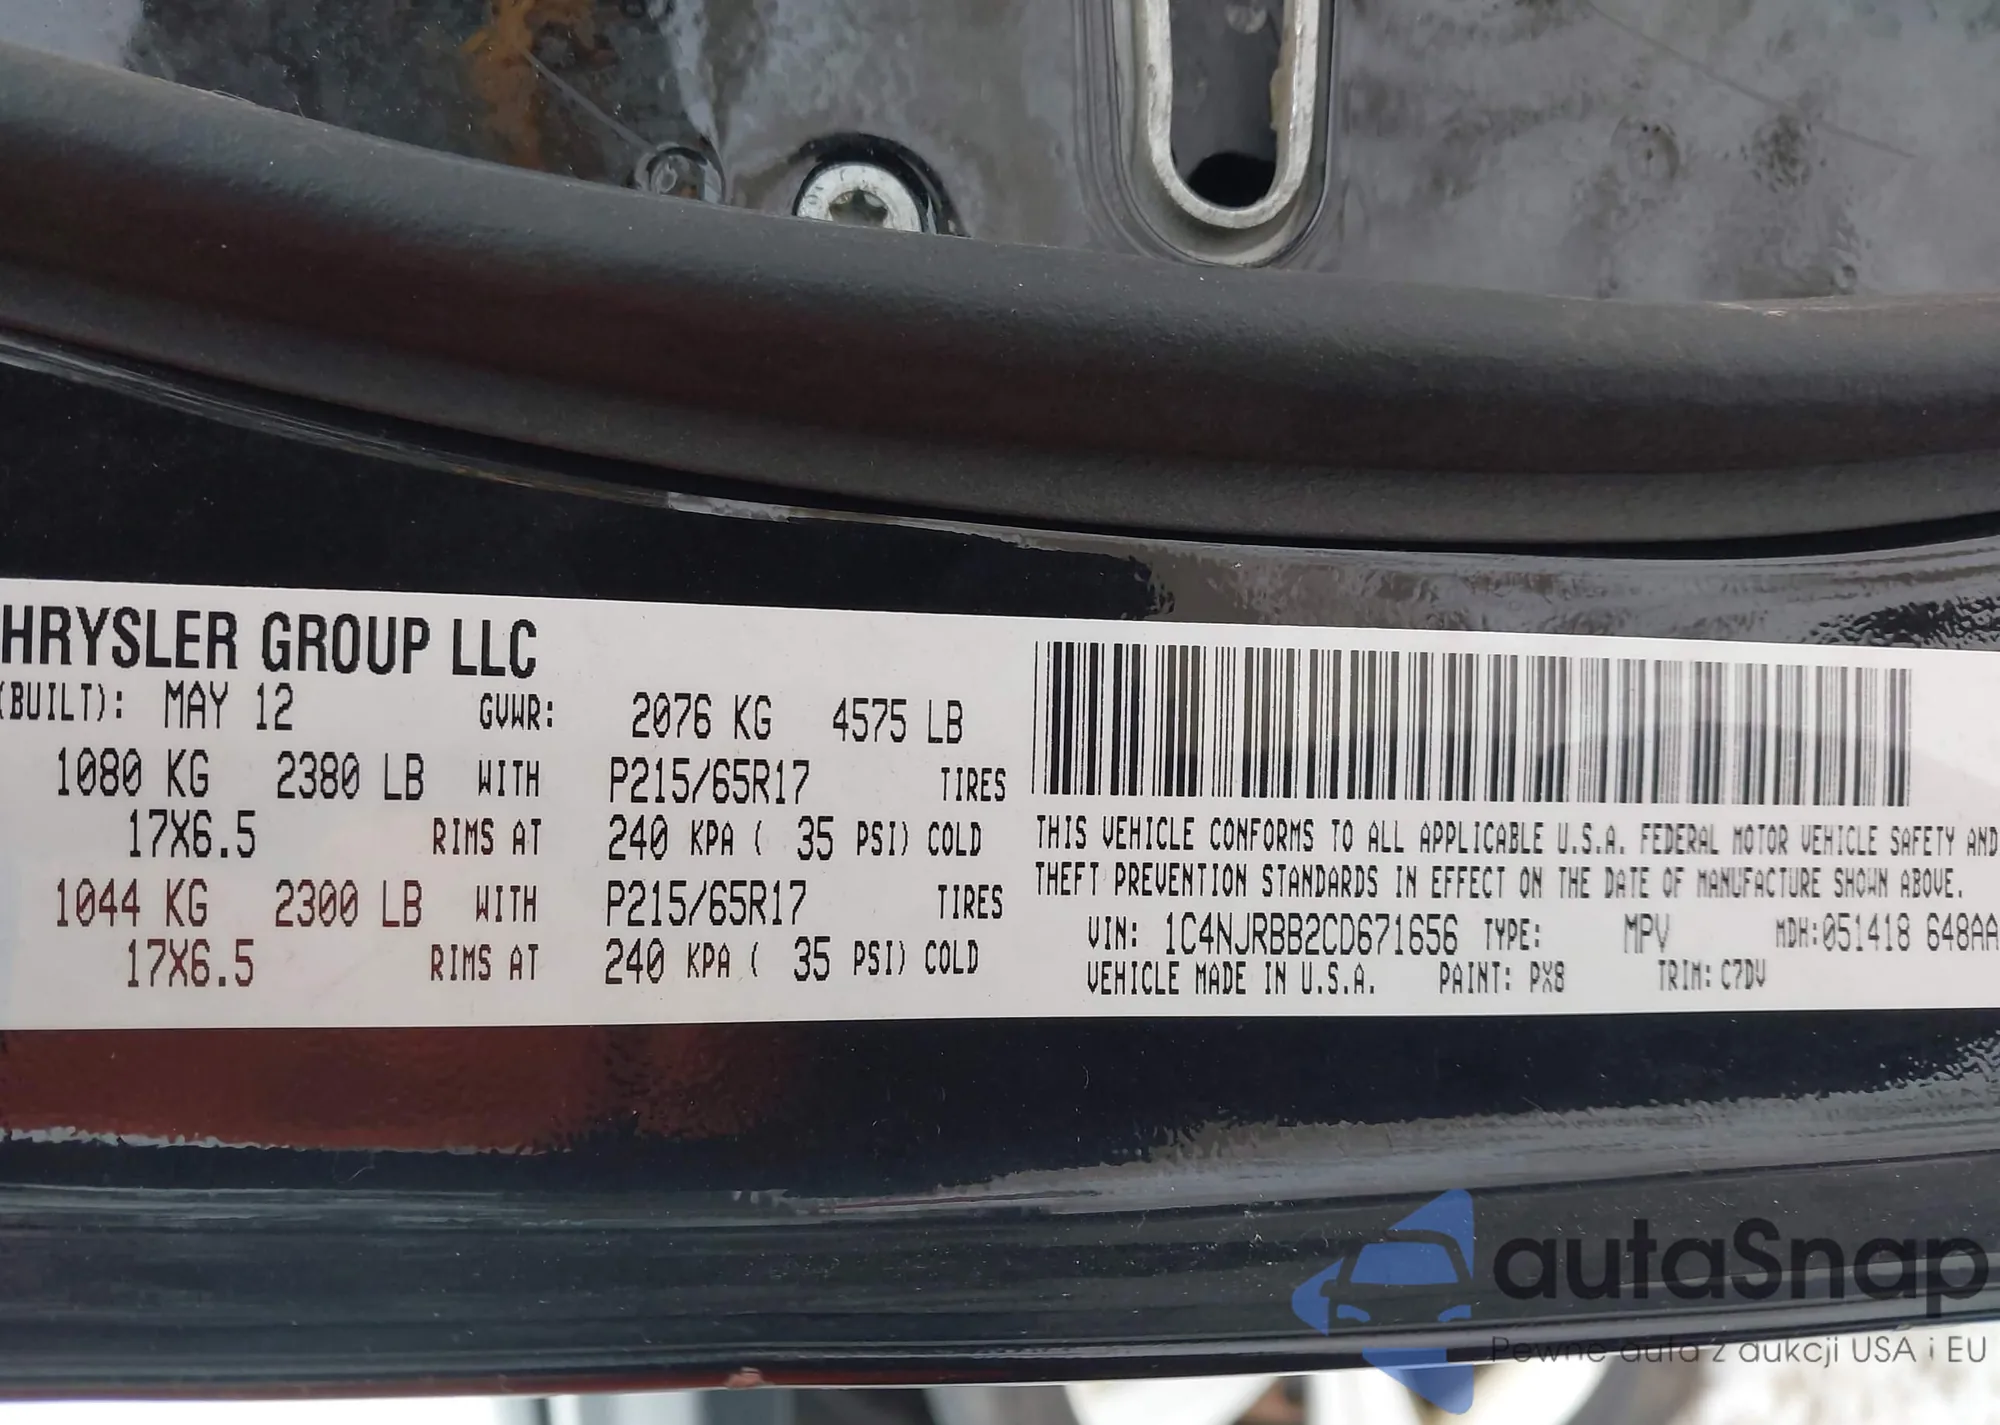 HRYSLER GROUP LLC
(BUILT): MAY 12 GVWR: 2076 KG 4575 LB
1080 KG 2380 LB WITH P215/65R17 TIRES
17X6.5 RIMS AT 240 KPA ( 35 PSI) COLD
1044 KG 2300 LB WITH P215/65R17 TIRES
17X6.5 RIMS AT 240 KPA ( 35 PSI) COLD
THIS VEHICLE CONFORMS TO ALL APPLICABLE U.S.A. FEDERAL MOTOR VEHICLE SAFETY AND
THEFT PREVENTION STANDARDS IN EFFECT ON THE DATE OF MANUFACTURE SHOWN ABOVE.
VIN: 1C4NJRBB2CD671656 TYPE: MPV MDH:051418 648AA
VEHICLE MADE IN U.S.A. PAINT: PX8 TRIM: C7DV
autaSnap
Pewne auta z aukcji USA i EU